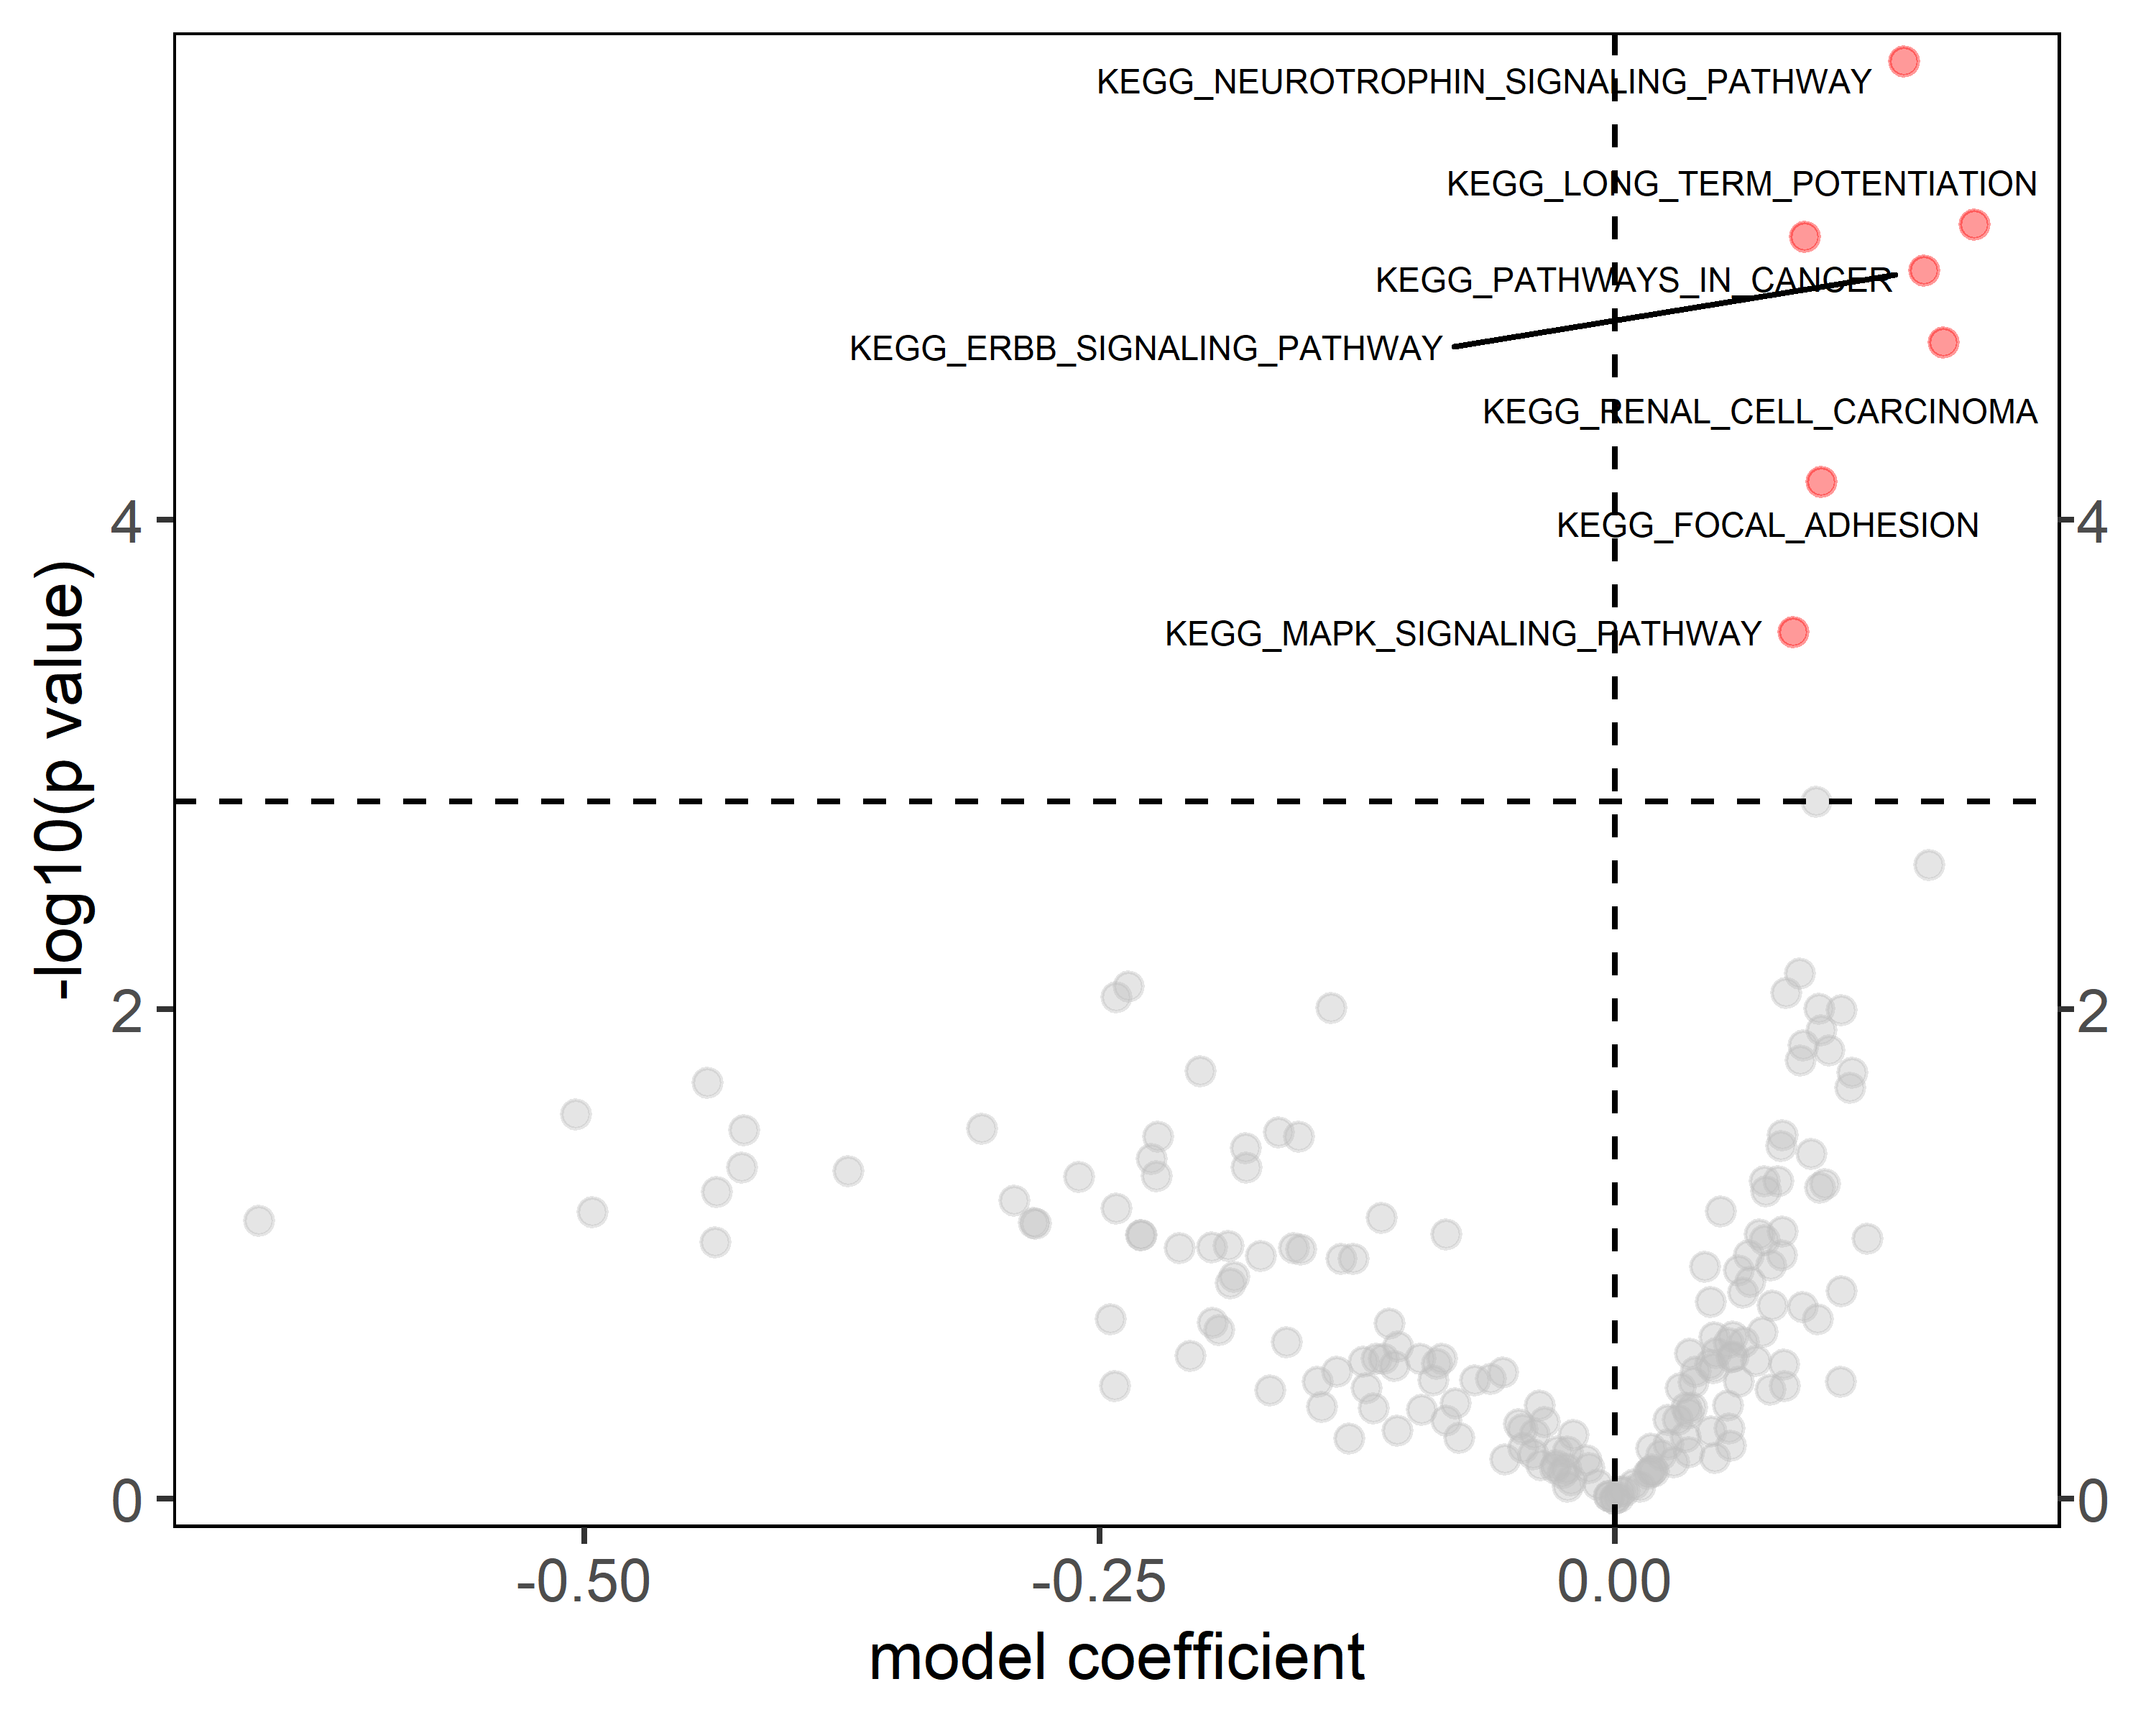 KEGG_NEUROTROPHIN_SIGNALING_PATHWAY
KEGG_LONG_TERM_POTENTIATION
KEGG_PATHWAYS_IN_CANCER
KEGG_ERBB_SIGNALING_PATHWAY
KEGG_RENAL_CELL_CARCINOMA
KEGG_FOCAL_ADHESION
KEGG_MAPK_SIGNALING_PATHWAY
-log10(p value)
4
2
0
4
2
0
-0.50
-0.25
0.00
model coefficient